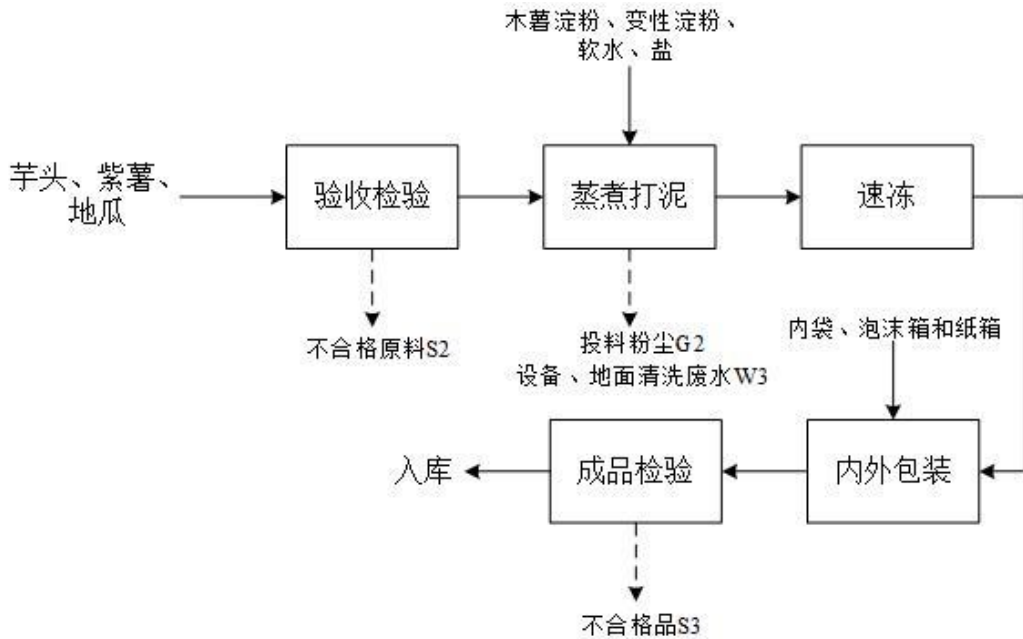 木薯淀粉、变性淀粉、
软水、盐
芋头、紫薯、
地瓜
验收检验
蒸煮打泥
速冻
不合格原料S2
投料粉尘G2
设备、地面清洗废水W3
内袋、泡沫箱和纸箱
入库
成品检验
内外包装
不合格品S3